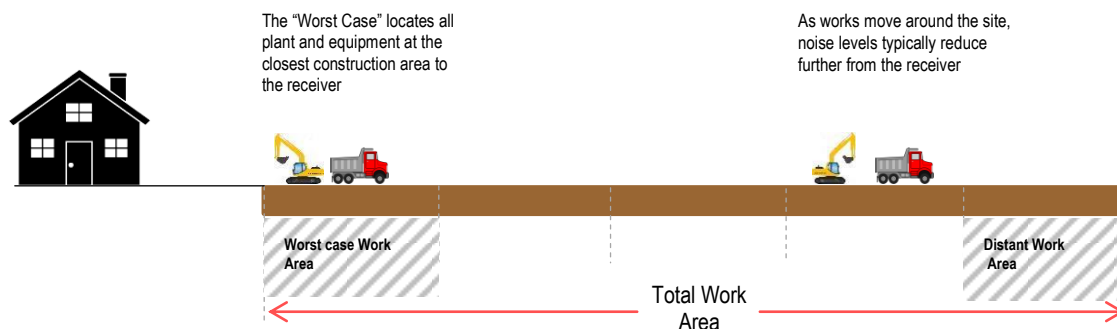 The “Worst Case” locates all
plant and equipment at the
closest construction area to
the receiver
As works move around the site,
noise levels typically reduce
further from the receiver
Worst case Work
Area
Distant Work
Area
Total Work
Area